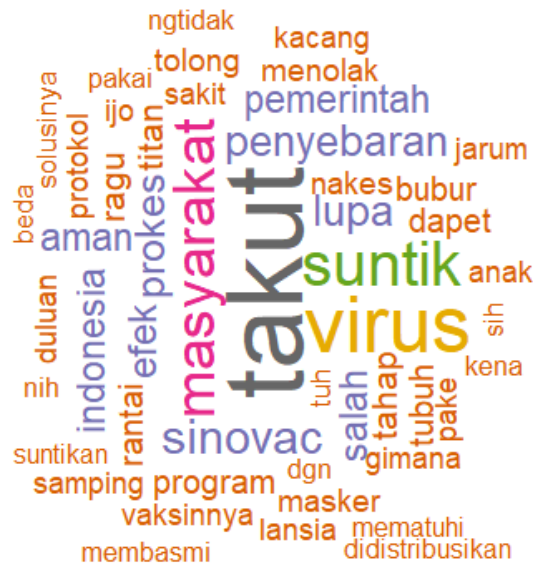 ngtidak
kacang
tolong
menolak
pakai
sakit
pemerintah
solusinya
ijo
titan
penyebaran
jarum
protokol
ragu
masyarakat
takut
nakes
bubur
beda
prokes
lupa
dapet
aman
suntik
anak
duluan
indonesia
efek
virus
sih
nih
rantai
tuh
salah
tahap
tubuh
pake
kena
sinovac
gimana
suntikan
dgn
samping
program
masker
vaksinnya
lansia
mematuhi
membasmi
didistribusikan